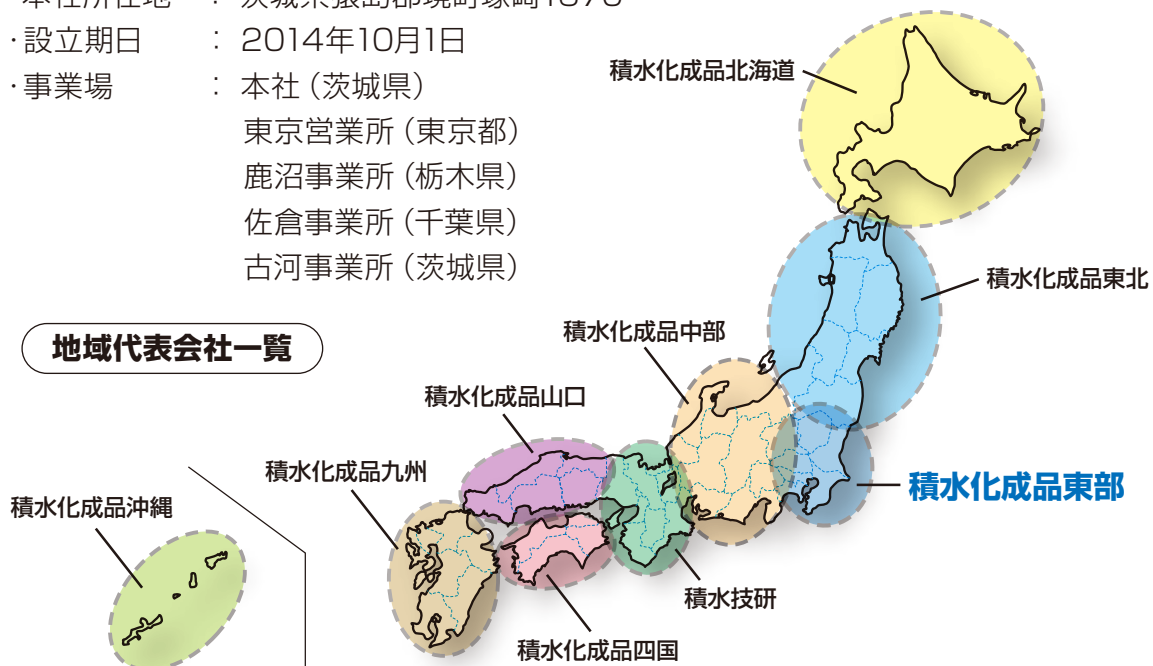 ・設立期日 ： 2014年10月1日
・事業場 ： 本社（茨城県）
東京営業所（東京都）
鹿沼事業所（栃木県）
佐倉事業所（千葉県）
古河事業所（茨城県）
地域代表会社一覧
積水化成品北海道
積水化成品東北
積水化成品中部
積水化成品山口
積水化成品九州
積水化成品東部
積水化成品沖縄
積水技研
積水化成品四国